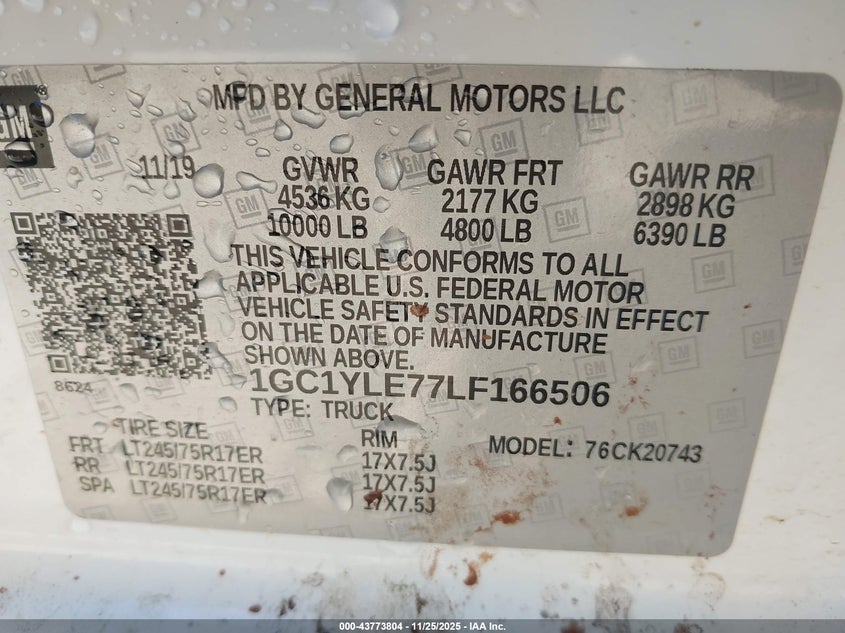 GM
MFD BY GENERAL MOTORS LLC
11/19 GVWR GAWR FRT GAWR RR
4536 KG 2177 KG 2898 KG
10000 LB 4800 LB 6390 LB
THIS VEHICLE CONFORMS TO ALL
APPLICABLE U.S. FEDERAL MOTOR
VEHICLE SAFETY STANDARDS IN EFFECT
ON THE DATE OF MANUFACTURE
SHOWN ABOVE.
8624 1GC1YLE77LF166506
TYPE: TRUCK
TIRE SIZE RIM MODEL: 76CK20743
FRT LT245/75R17ER 17X7.5J
RR LT245/75R17ER 17X7.5J
SPA LT245/75R17ER 17X7.5J
000-43773804 - 11/25/2025 - IAA Inc.